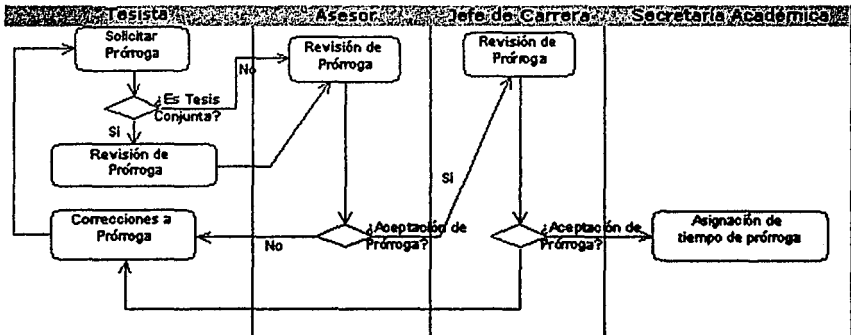 Tesista
Asesor
Jefe de Carrera
Secretaría Académica
Solicitar
Prórroga
¿Es Tesis
Conjunta?
No
Si
Revisión de
Prórroga
Correcciones a
Prórroga
Revisión de
Prórroga
¿Aceptación de
Prórroga?
No
Si
Revisión de
Prórroga
¿Aceptación de
Prórroga?
Asignación de
tiempo de prórroga